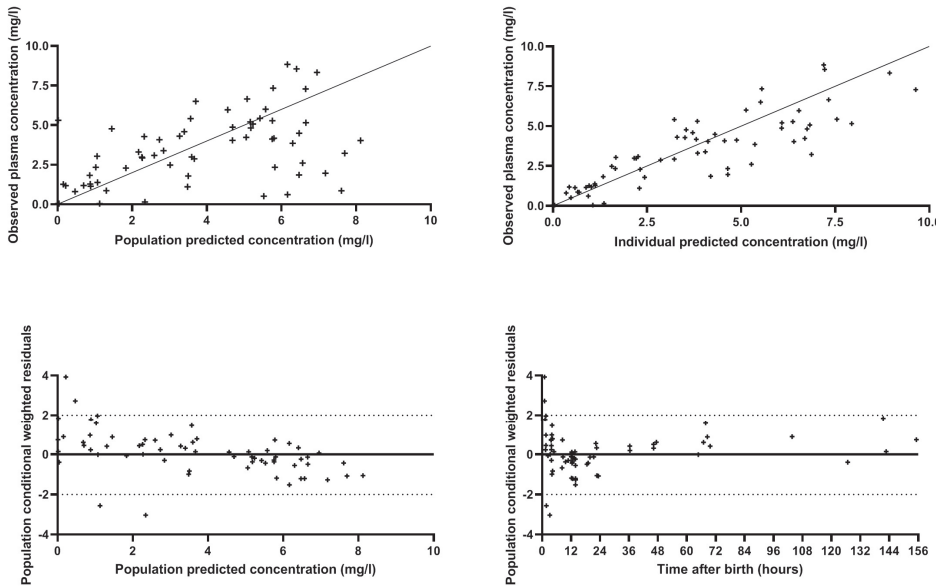 Observed plasma concentration (mg/l)
10.0
7.5
5.0
2.5
0.0
0 2 4 6 8 10
Population predicted concentration (mg/l)
Observed plasma concentration (mg/l)
10.0
7.5
5.0
2.5
0.0
0.0 2.5 5.0 7.5 10.0
Individual predicted concentration (mg/l)
Population conditional weighted residuals
4
2
0
-2
-4
0 2 4 6 8 10
Population predicted concentration (mg/l)
Population conditional weighted residuals
4
2
0
-2
-4
0 12 24 36 48 60 72 84 96 108 120 132 144 156
Time after birth (hours)